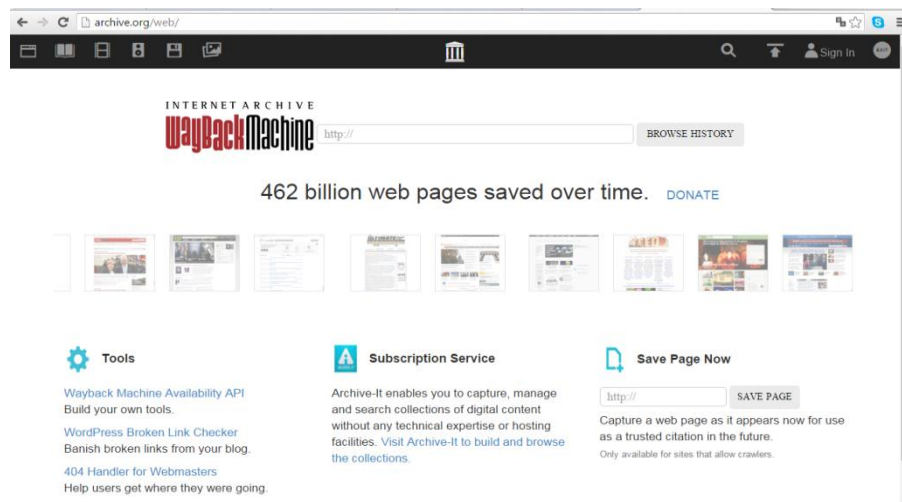 archive.org/web/
Sign In
EXIT
INTERNET ARCHIVE
WayBackMachine
http://
BROWSE HISTORY
462 billion web pages saved over time.
DONATE
Tools
Wayback Machine Availability API
Build your own tools.
WordPress Broken Link Checker
Banish broken links from your blog.
404 Handler for Webmasters
Help users get where they were going.
Subscription Service
Archive-It enables you to capture, manage
and search collections of digital content
without any technical expertise or hosting
facilities. Visit Archive-It to build and browse
the collections.
Save Page Now
http://
SAVE PAGE
Capture a web page as it appears now for use
as a trusted citation in the future.
Only available for sites that allow crawlers.